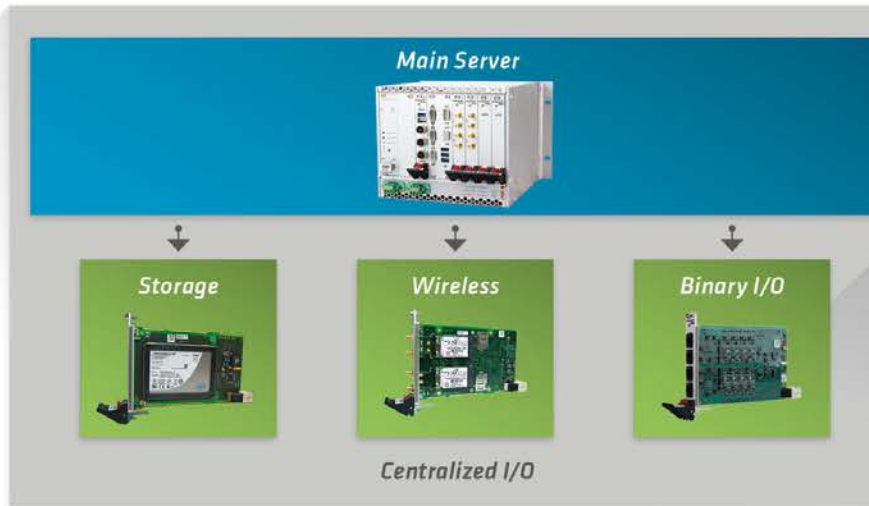 Main Server
Storage
Wireless
Binary I/O
Centralized I/O